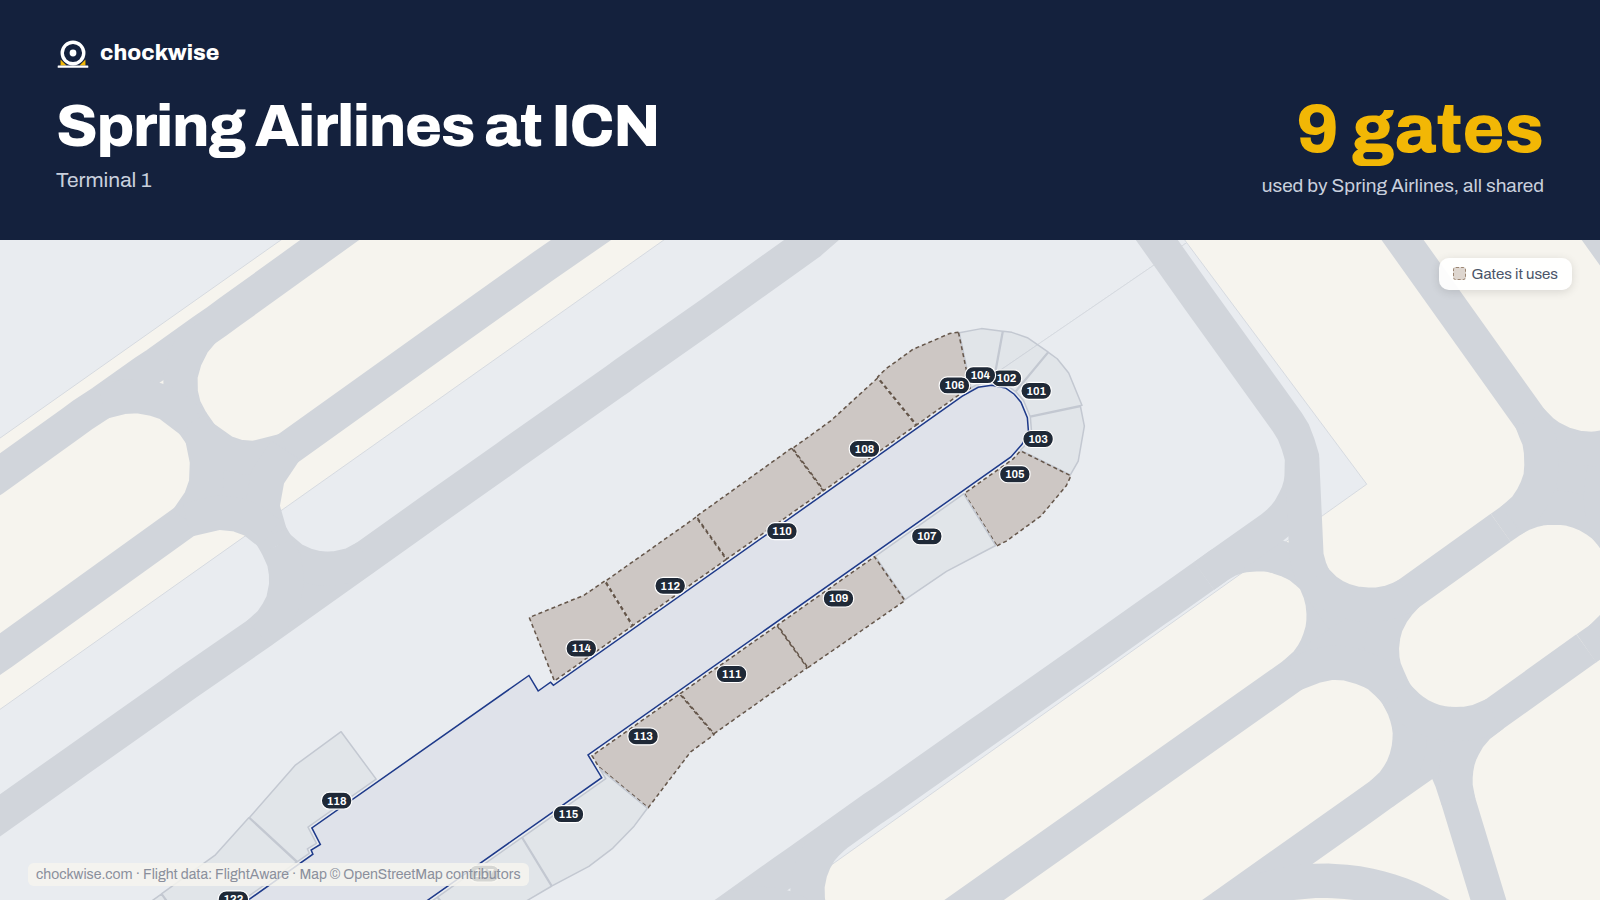 chockwise
Spring Airlines at ICN
Terminal 1
9 gates
used by Spring Airlines, all shared
Gates it uses
106
104
102
101
103
105
108
107
110
112
109
114
111
113
118
115
chockwise.com · Flight data: FlightAware · Map © OpenStreetMap contributors